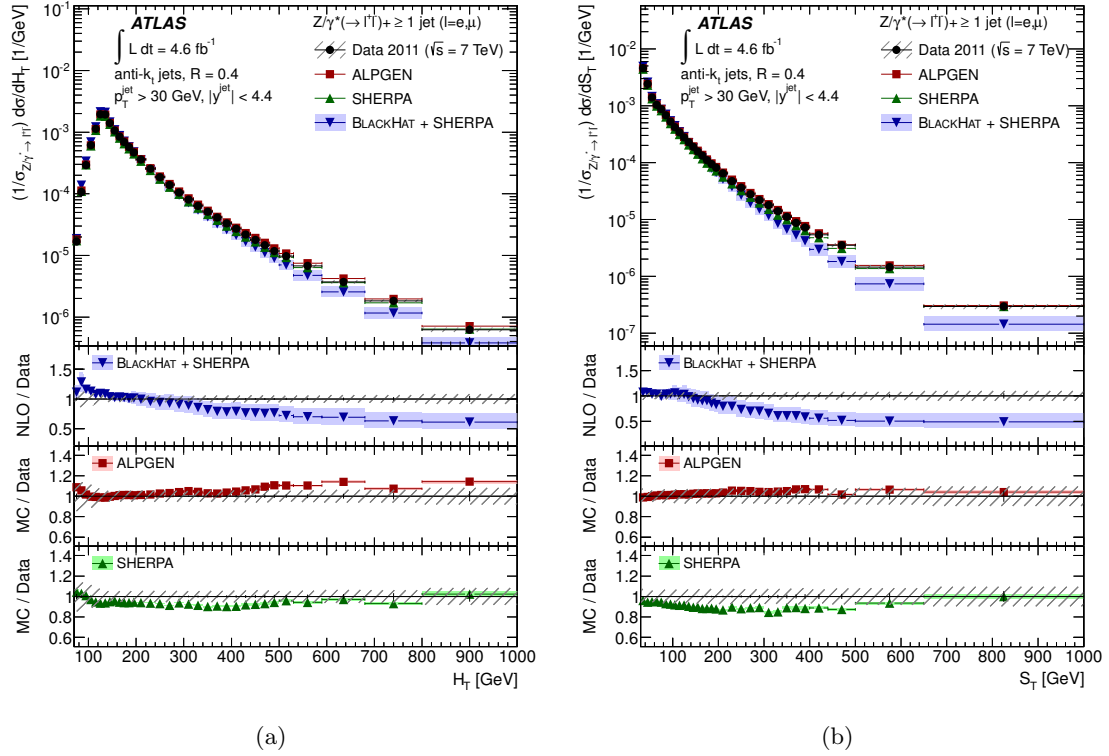 ATLAS
Z/γ*(→ l⁺l⁻)+ ≥ 1 jet (l=e,μ)
∫ L dt = 4.6 fb⁻¹
anti-kₜ jets, R = 0.4
p_T^jet > 30 GeV, |y^jet| < 4.4
Data 2011 (√s = 7 TeV)
ALPGEN
SHERPA
BLACKHAT + SHERPA
(1/σ_Z/γ*→ l⁺l⁻) dσ/dH_T [1/GeV]
10⁻¹
10⁻²
10⁻³
10⁻⁴
10⁻⁵
10⁻⁶
NLO / Data
BLACKHAT + SHERPA
1.5
1
0.5
MC / Data
ALPGEN
1.4
1.2
1
0.8
0.6
MC / Data
SHERPA
1.4
1.2
1
0.8
0.6
100 200 300 400 500 600 700 800 900 1000
H_T [GeV]
(a)
ATLAS
Z/γ*(→ l⁺l⁻)+ ≥ 1 jet (l=e,μ)
∫ L dt = 4.6 fb⁻¹
anti-kₜ jets, R = 0.4
p_T^jet > 30 GeV, |y^jet| < 4.4
Data 2011 (√s = 7 TeV)
ALPGEN
SHERPA
BLACKHAT + SHERPA
(1/σ_Z/γ*→ l⁺l⁻) dσ/dS_T [1/GeV]
10⁻²
10⁻³
10⁻⁴
10⁻⁵
10⁻⁶
10⁻⁷
NLO / Data
BLACKHAT + SHERPA
1.5
1
0.5
MC / Data
ALPGEN
1.4
1.2
1
0.8
0.6
MC / Data
SHERPA
1.4
1.2
1
0.8
0.6
100 200 300 400 500 600 700 800 900 1000
S_T [GeV]
(b)